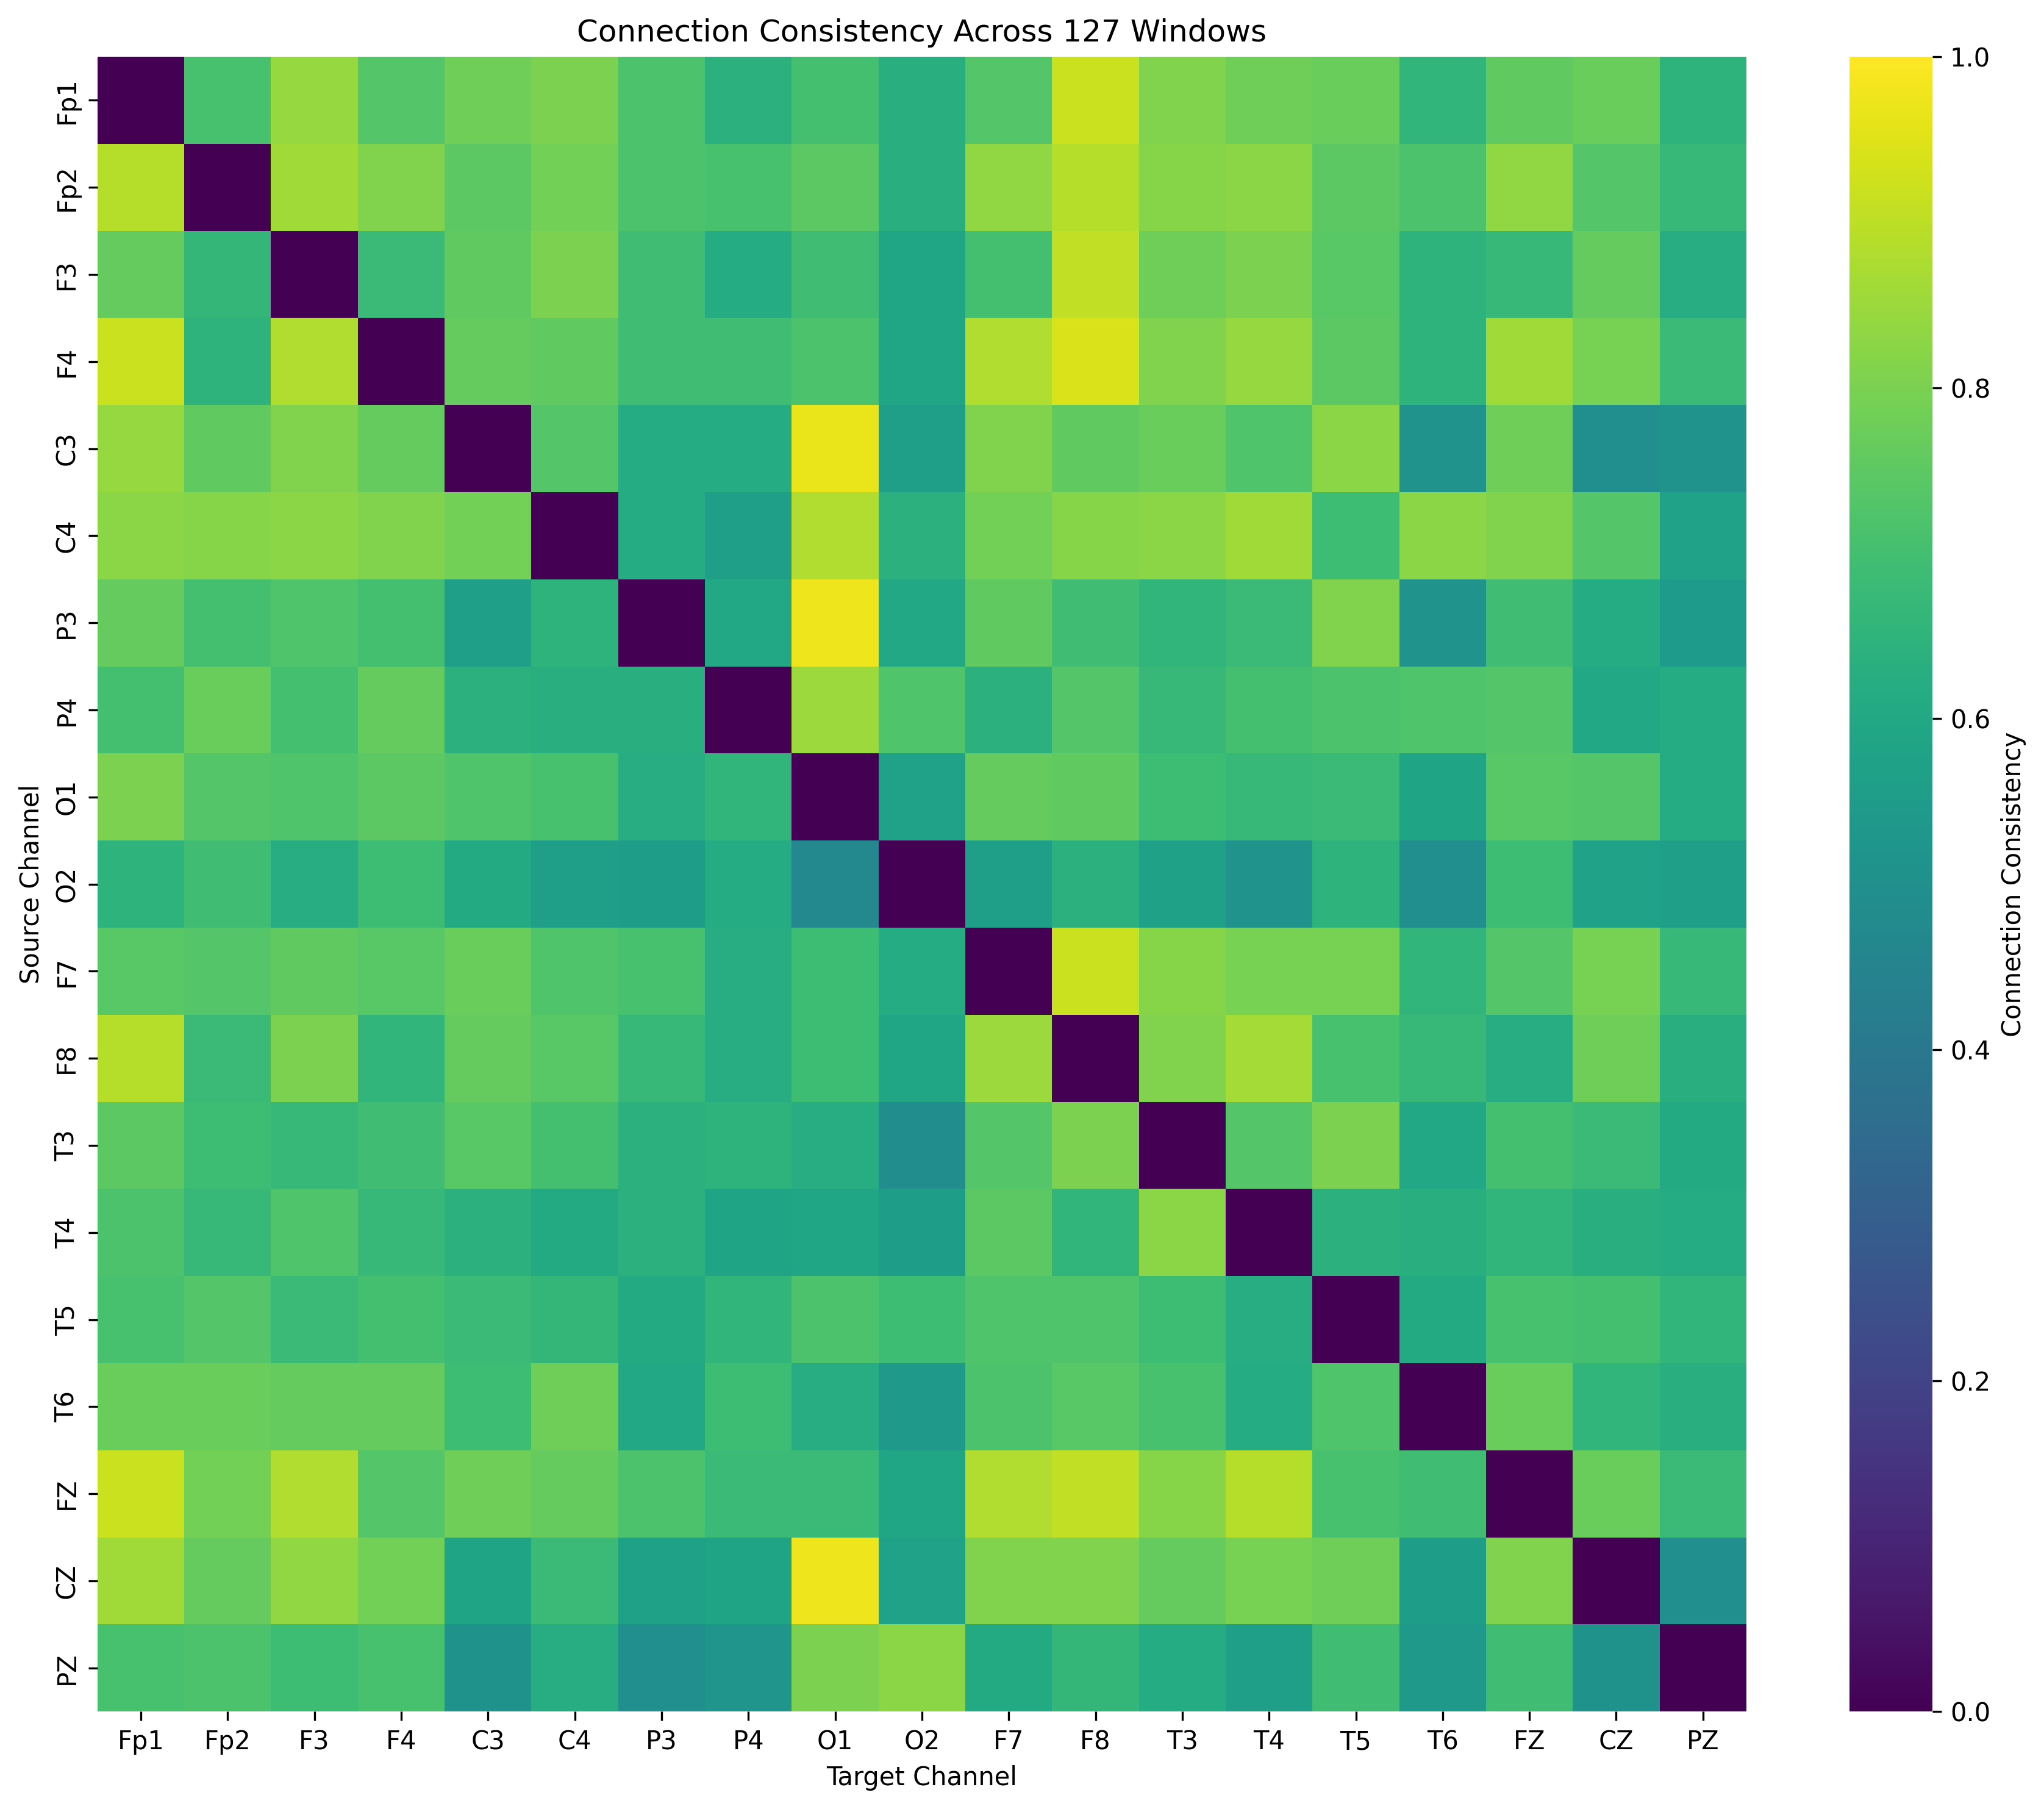 Connection Consistency Across 127 Windows
Source Channel
Fp1
Fp2
F3
F4
C3
C4
P3
P4
O1
O2
F7
F8
T3
T4
T5
T6
FZ
CZ
PZ
Fp1 Fp2 F3 F4 C3 C4 P3 P4 O1 O2 F7 F8 T3 T4 T5 T6 FZ CZ PZ
Target Channel
1.0
0.8
0.6
0.4
0.2
0.0
Connection Consistency